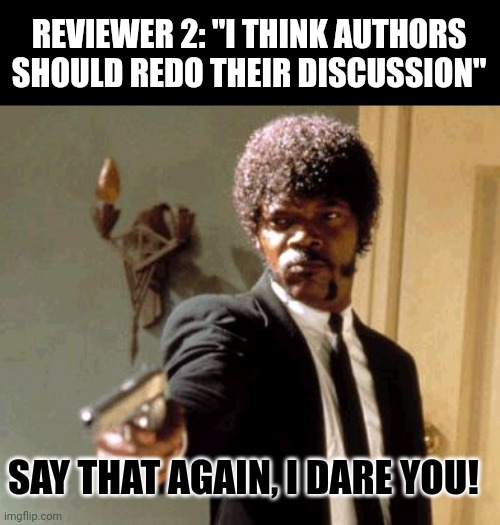 REVIEWER 2: "I THINK AUTHORS
SHOULD REDO THEIR DISCUSSION"
SAY THAT AGAIN, I DARE YOU!
imgflip.com